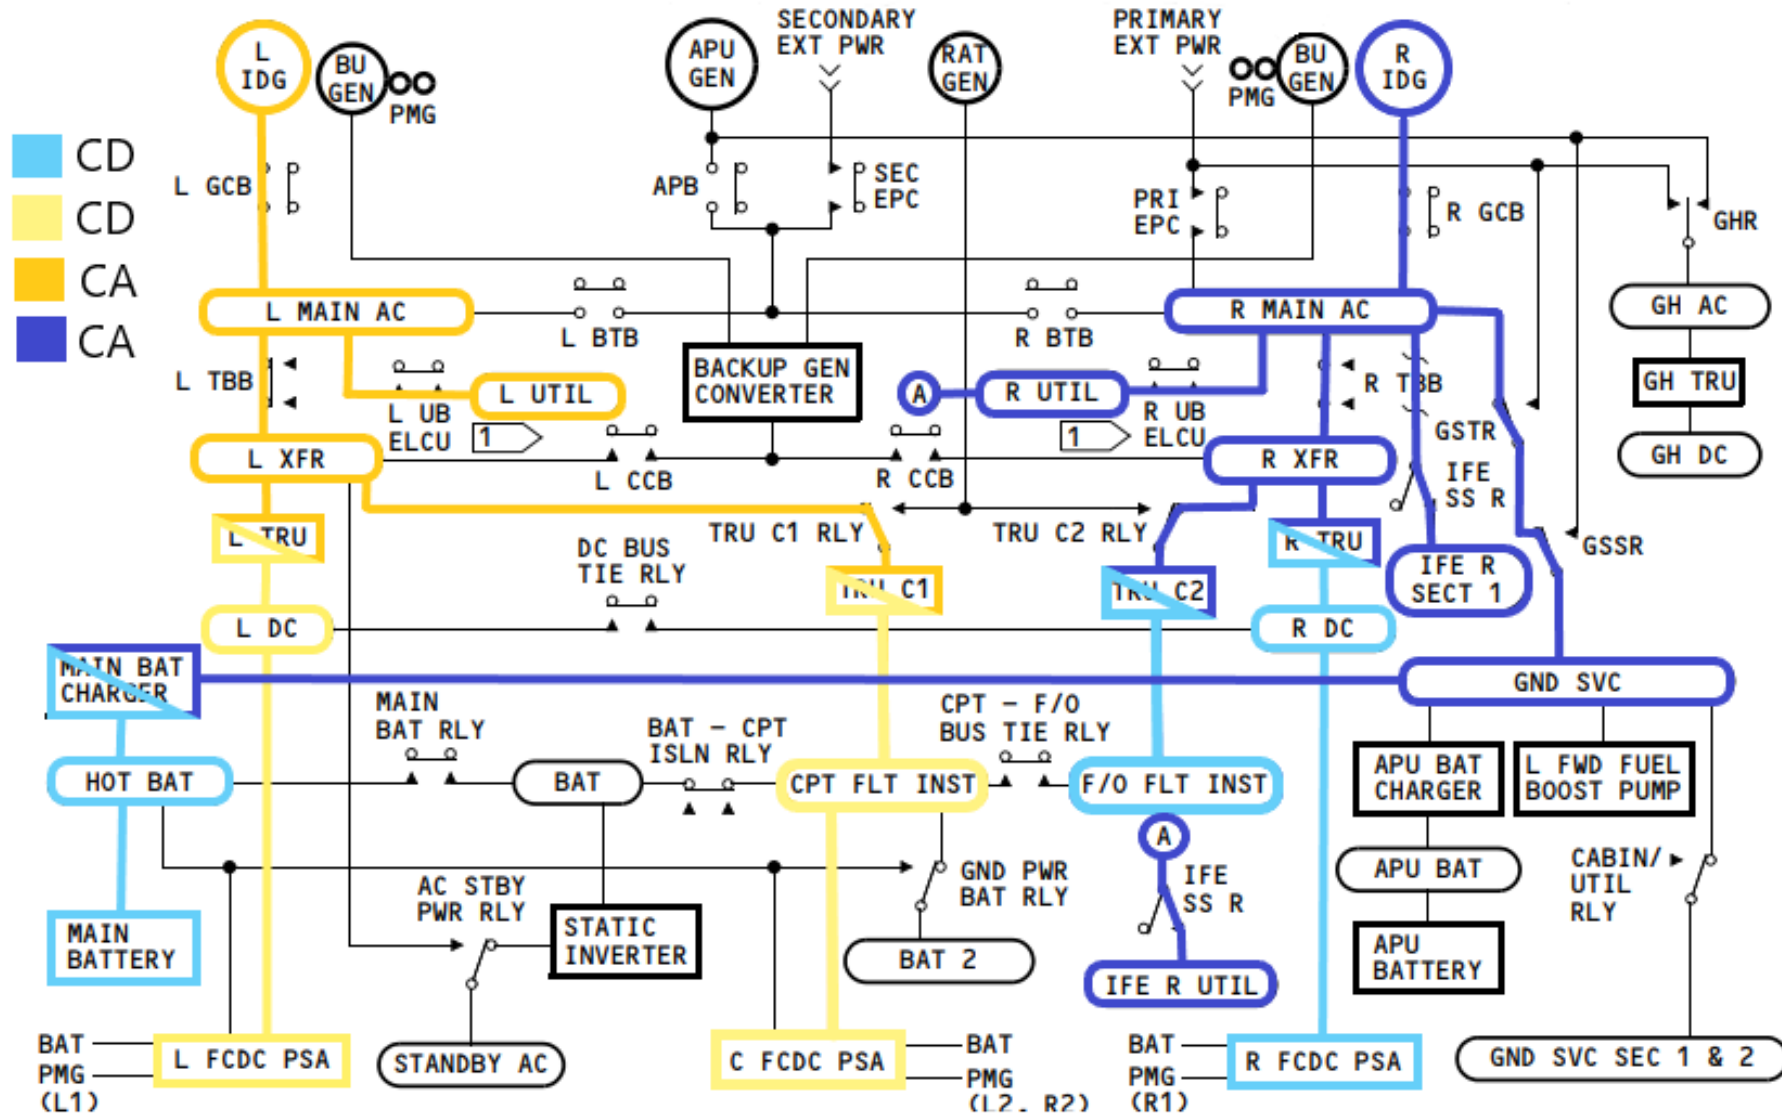 SECONDARY
EXT PWR
PRIMARY
EXT PWR
L
IDG
BU
GEN
PMG
APU
GEN
RAT
GEN
PMG
BU
GEN
R
IDG
CD
CD
CA
CA
L GCB
APB
SEC
EPC
PRI
EPC
R GCB
GHR
L MAIN AC
L BTB
R BTB
R MAIN AC
GH AC
L TBB
BACKUP GEN
CONVERTER
R TBB
GH TRU
L UTIL
L UB
ELCU
1
A
R UTIL
R UB
ELCU
1
GSTR
GH DC
L XFR
L CCB
R CCB
R XFR
IFE
SS R
L TRU
DC BUS
TIE RLY
TRU C1 RLY
TRU C2 RLY
R TRU
GSSR
TRU C1
TRU C2
IFE R
SECT 1
L DC
R DC
MAIN BAT
CHARGER
GND SVC
MAIN
BAT RLY
BAT - CPT
ISLN RLY
CPT - F/O
BUS TIE RLY
HOT BAT
BAT
CPT FLT INST
F/O FLT INST
APU BAT
CHARGER
L FWD FUEL
BOOST PUMP
A
AC STBY
PWR RLY
GND PWR
BAT RLY
IFE
SS R
APU BAT
CABIN/
UTIL
RLY
MAIN
BATTERY
STATIC
INVERTER
BAT 2
IFE R UTIL
APU
BATTERY
BAT
PMG
(L1)
L FCDC PSA
STANDBY AC
C FCDC PSA
BAT
PMG
(L2, R2)
BAT
PMG
(R1)
R FCDC PSA
GND SVC SEC 1 & 2